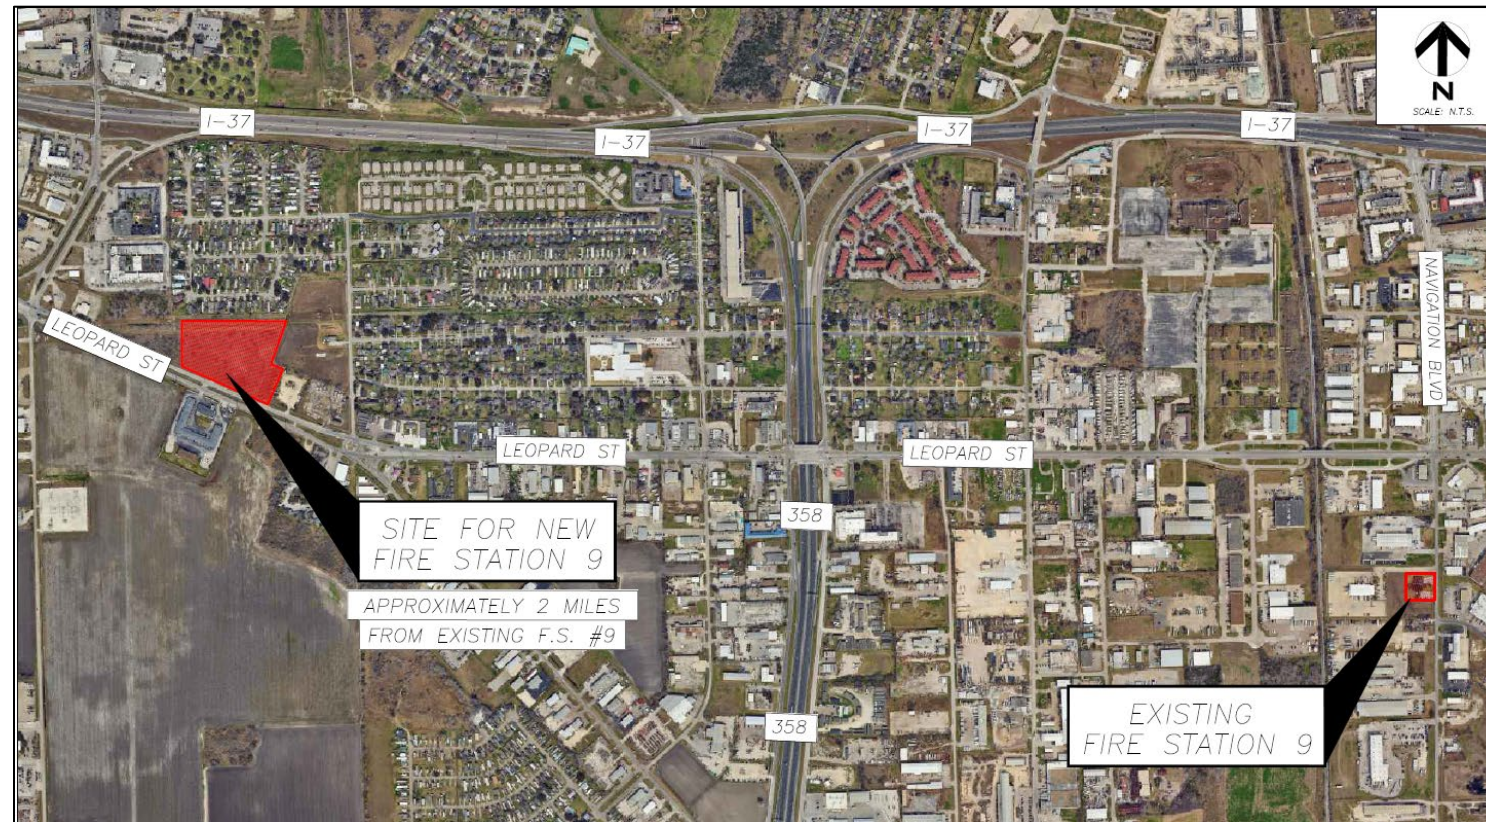 N
SCALE: N.T.S.
I-37
I-37
I-37
I-37
NAVIGATION BLVD
LEOPARD ST
LEOPARD ST
LEOPARD ST
SITE FOR NEW
FIRE STATION 9
358
APPROXIMATELY 2 MILES
FROM EXISTING F.S. #9
EXISTING
FIRE STATION 9
358